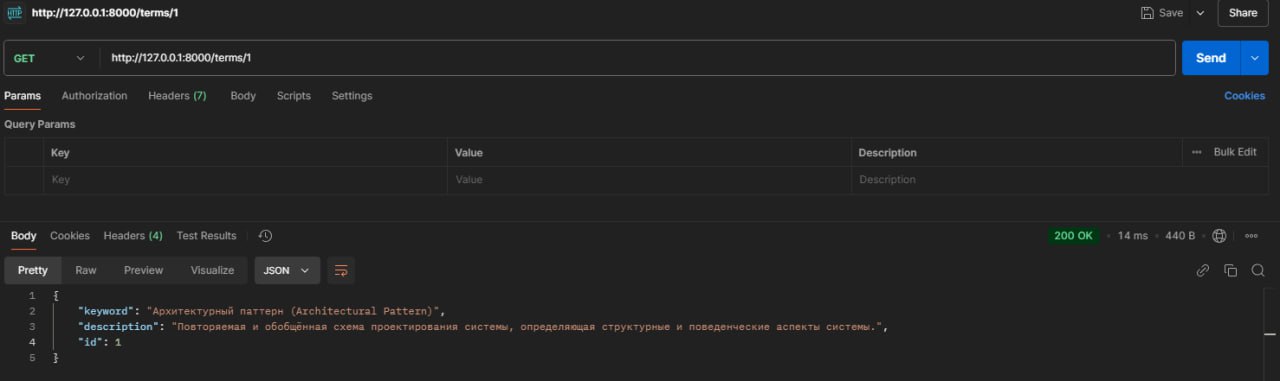 HTTP http://127.0.0.1:8000/terms/1 Save Share
GET http://127.0.0.1:8000/terms/1 Send
Params Authorization Headers (7) Body Scripts Settings Cookies
Query Params
Key Value Description ••• Bulk Edit
Key Value Description
Body Cookies Headers (4) Test Results 200 OK • 14 ms • 440 B •
Pretty Raw Preview Visualize JSON
1 {
2 "keyword": "Архитектурный паттерн (Architectural Pattern)",
3 "description": "Повторяемая и обобщённая схема проектирования системы, определяющая структурные и поведенческие аспекты системы.",
4 "id": 1
5 }